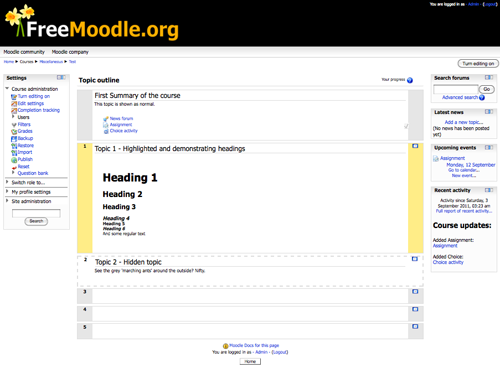 You are logged in as - Admin - (Logout)
FreeMoodle.org
Moodle community Moodle company
Home ► Courses ► Miscellaneous ► Test
Turn editing on
Settings
Course administration
Turn editing on
Edit settings
Completion tracking
Users
Filters
Grades
Backup
Restore
Import
Publish
Reset
Question bank
Switch role to...
My profile settings
Site administration
Search
Topic outline
Your progress
First Summary of the course
This topic is shown as normal.
News forum
Assignment
Choice activity
1
Topic 1 - Highlighted and demonstrating headings
Heading 1
Heading 2
Heading 3
Heading 4
Heading 5
Heading 6
And some regular text
2
Topic 2 - Hidden topic
See the grey 'marching ants' around the outside? Nifty.
3
4
5
Search forums
Go
Advanced search
Latest news
Add a new topic...
(No news has been posted
yet)
Upcoming events
Assignment
Monday, 12 September
Go to calendar...
New event...
Recent activity
Activity since Saturday, 3
September 2011, 03:23 am
Full report of recent activity...
Course updates:
Added Assignment:
Assignment
Added Choice:
Choice activity
Moodle Docs for this page
You are logged in as - Admin - (Logout)
Home